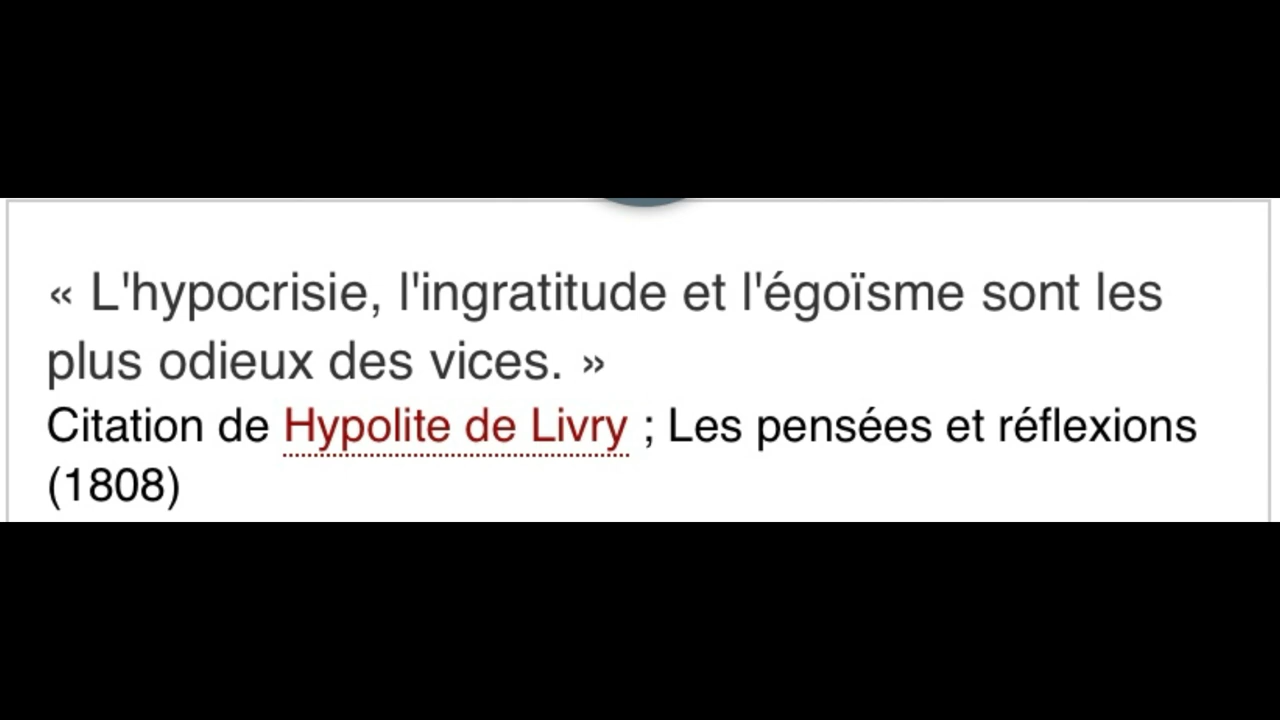 « L'hypocrisie, l'ingratitude et l'égoïsme sont les
plus odieux des vices. »
Citation de Hypolite de Livry ; Les pensées et réflexions
(1808)